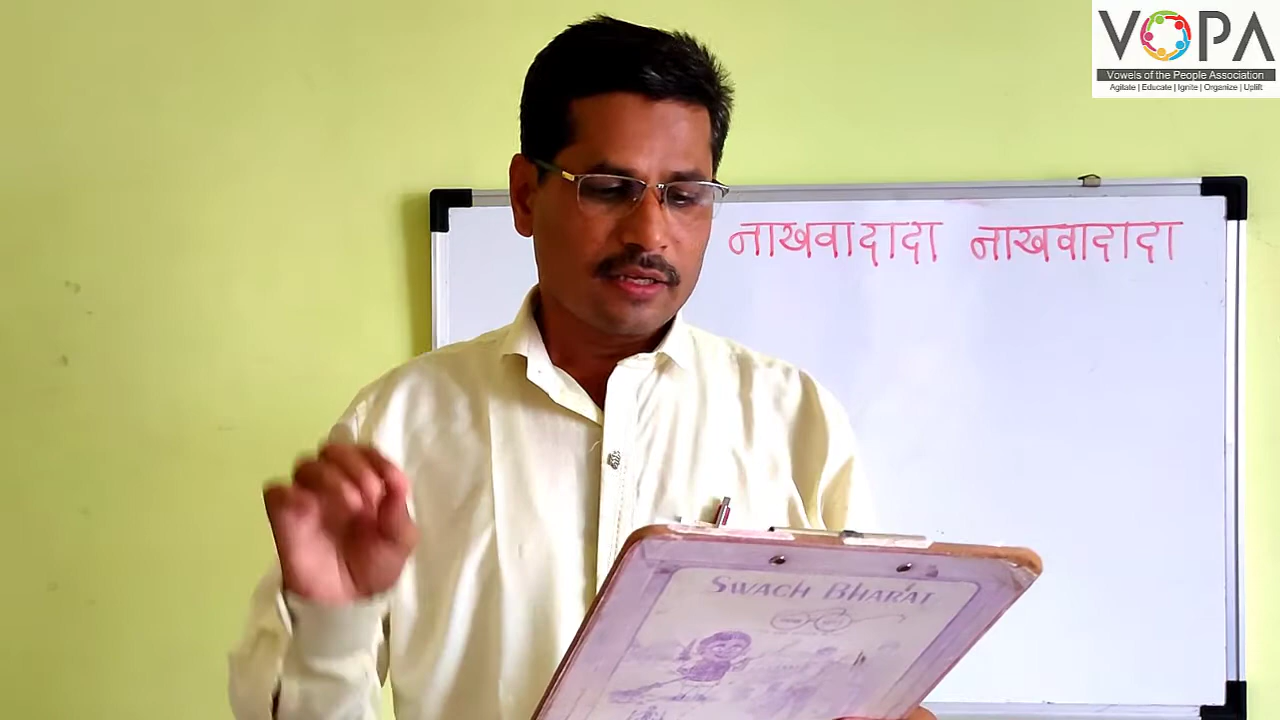 VOPA
Vowels of the People Association
Agitate | Educate | Ignite | Organize | Uplift
नाखवादादा नाखवादादा
SWACH BHARAT